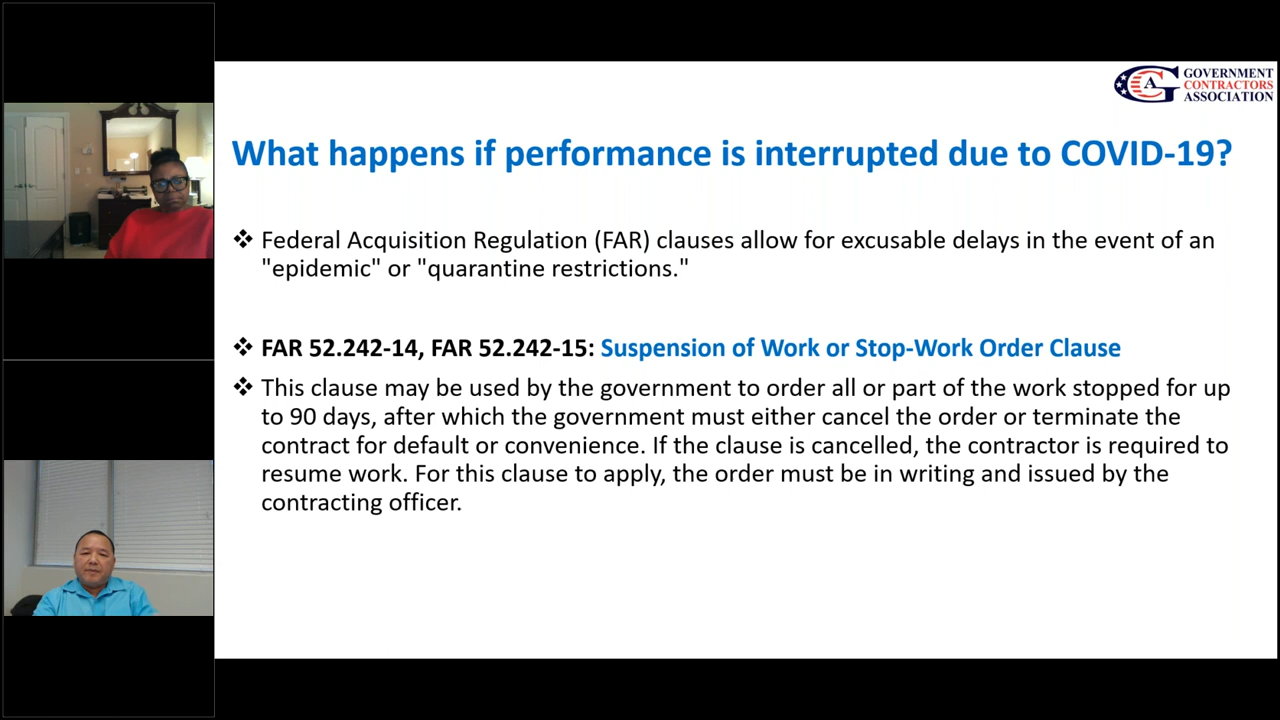 GOVERNMENT
CONTRACTORS
ASSOCIATION
GCA
What happens if performance is interrupted due to COVID-19?
❖ Federal Acquisition Regulation (FAR) clauses allow for excusable delays in the event of an
"epidemic" or "quarantine restrictions."
❖ FAR 52.242-14, FAR 52.242-15: Suspension of Work or Stop-Work Order Clause
❖ This clause may be used by the government to order all or part of the work stopped for up
to 90 days, after which the government must either cancel the order or terminate the
contract for default or convenience. If the clause is cancelled, the contractor is required to
resume work. For this clause to apply, the order must be in writing and issued by the
contracting officer.